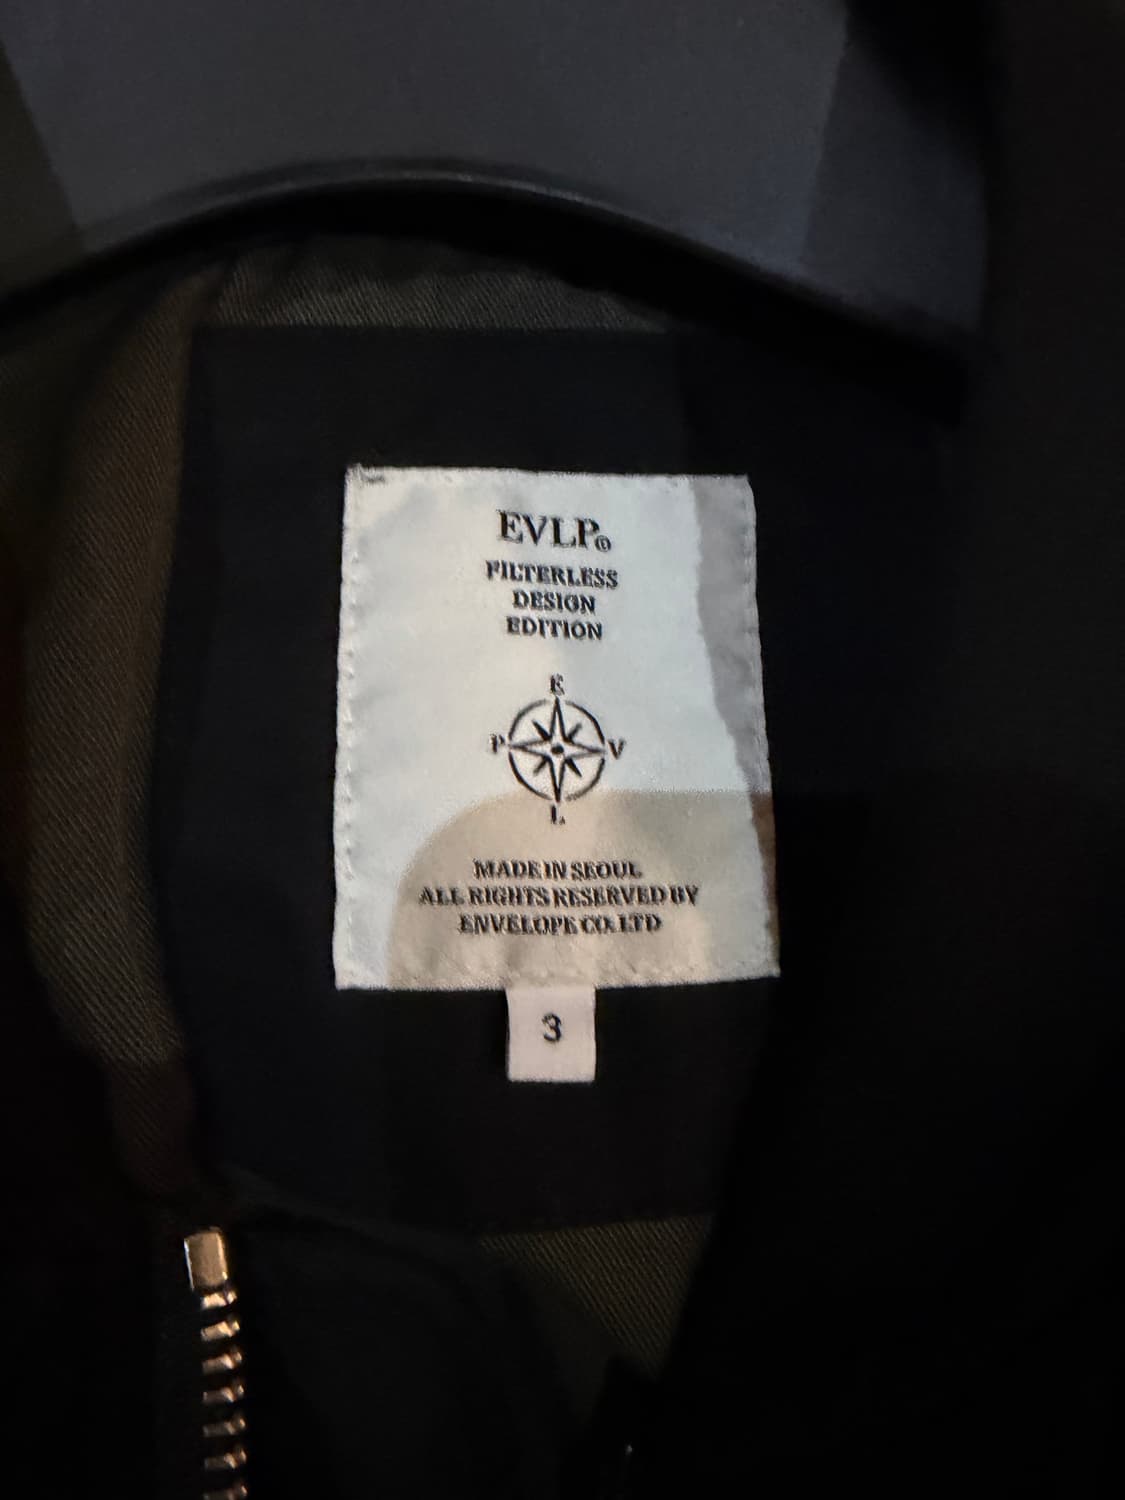 EVLP®
FILTERLESS
DESIGN
EDITION
E
P V
L
MADE IN SEOUL
ALL RIGHTS RESERVED BY
ENVELOPE CO. LTD
3